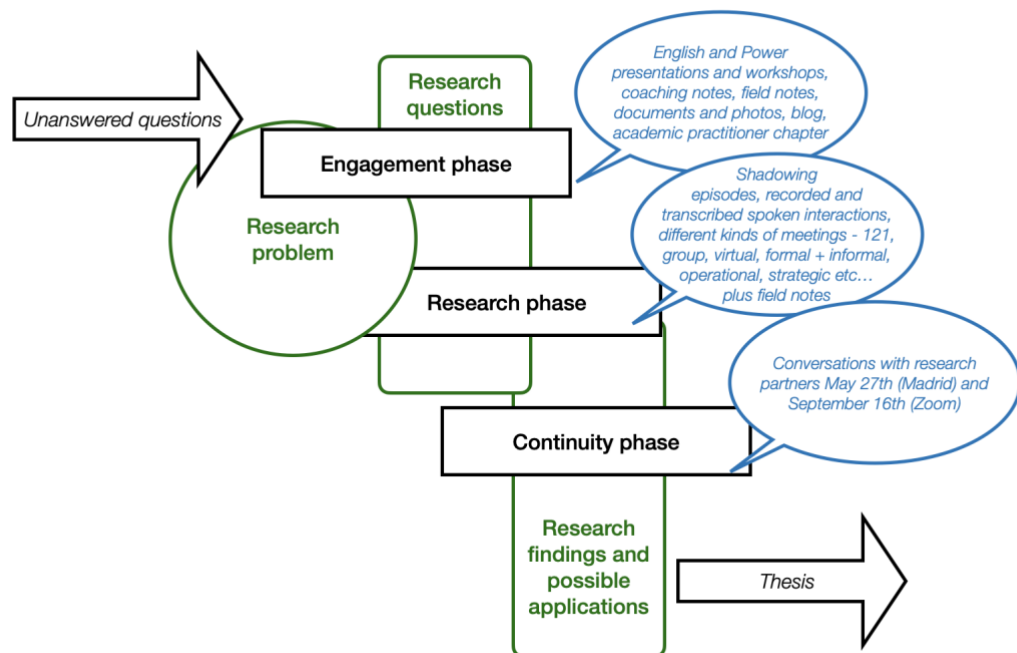 Unanswered questions
Research
questions
English and Power
presentations and workshops,
coaching notes, field notes,
documents and photos, blog,
academic practitioner chapter
Engagement phase
Research
problem
Shadowing
episodes, recorded and
transcribed spoken interactions,
different kinds of meetings - 121,
group, virtual, formal + informal,
operational, strategic etc…
plus field notes
Research phase
Conversations with research
partners May 27th (Madrid) and
September 16th (Zoom)
Continuity phase
Research
findings and
possible
applications
Thesis